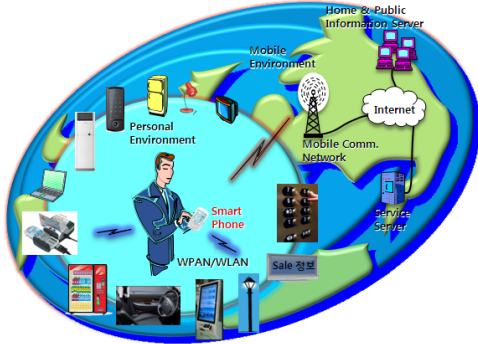 Home & Public
Information Server
Mobile
Environment
Internet
Personal
Environment
Mobile Comm.
Network
Smart
Phone
Service
Server
WPAN/WLAN
Sale 정보